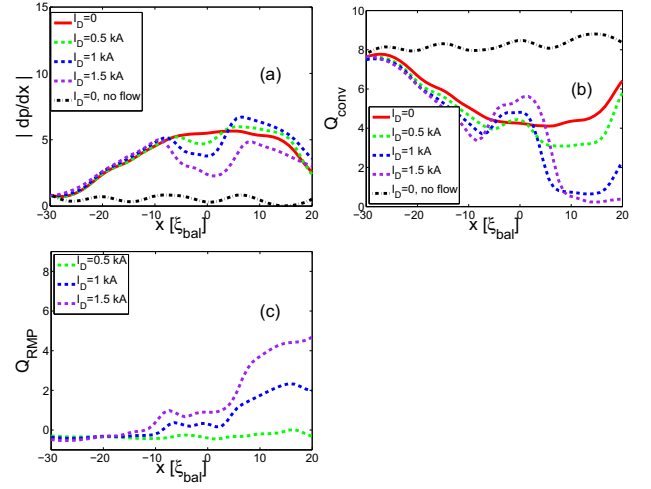 15
10
5
0
| dp/dx |
I_D=0
I_D=0.5 kA
I_D=1 kA
I_D=1.5 kA
I_D=0, no flow
(a)
−30 −20 −10 0 10 20
x [ξ_bal]
10
8
6
4
2
0
Q_conv
(b)
I_D=0
I_D=0.5 kA
I_D=1 kA
I_D=1.5 kA
I_D=0, no flow
−30 −20 −10 0 10 20
x [ξ_bal]
8
6
4
2
0
Q_RMP
I_D=0.5 kA
I_D=1 kA
I_D=1.5 kA
(c)
−30 −20 −10 0 10 20
x [ξ_bal]